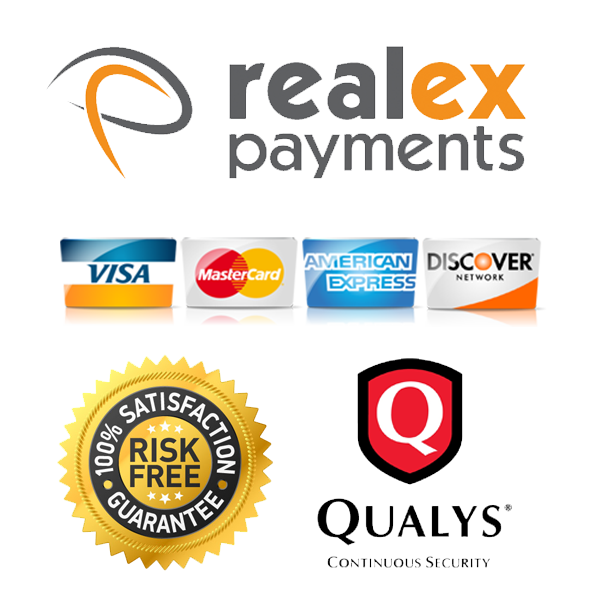 realex
payments
VISA
MasterCard
AMERICAN
EXPRESS
DISCOVER
NETWORK
100% SATISFACTION
RISK
FREE
GUARANTEE
Q
QUALYS®
CONTINUOUS SECURITY